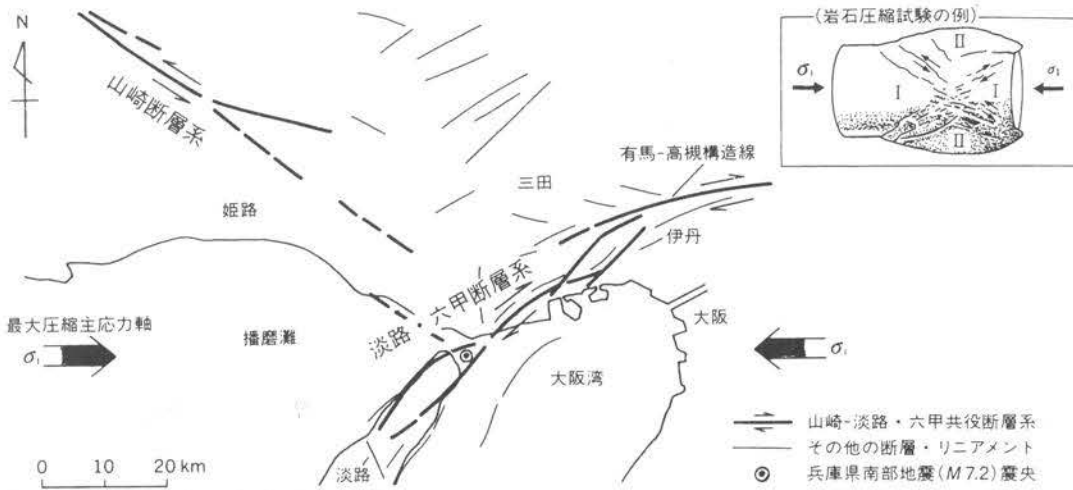 N
山崎断層系
姫路
最大圧縮主応力軸
σ₁
播磨灘
0 10 20 km
淡路
淡路・六甲断層系
三田
有馬-高槻構造線
伊丹
大阪
大阪湾
σ₁
(岩石圧縮試験の例)
σ₁
I
II
I
II
山崎-淡路・六甲共役断層系
その他の断層・リニアメント
兵庫県南部地震(M7.2)震央